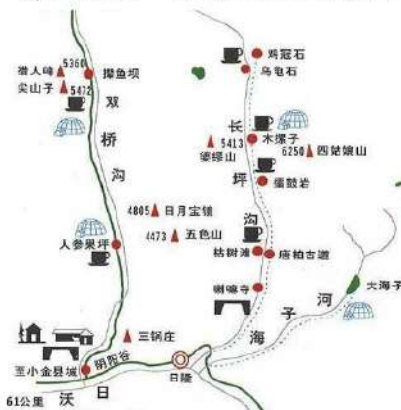 鸡冠石
乌龟石
5360
猎人峰
撵鱼坝
尖山子
5472
双桥沟
长坪沟
木骡子
5413
婆缪山
6250
四姑娘山
擂鼓岩
4805
日月宝镜
4473
五色山
人参果坪
枯树滩
唐柏古道
喇嘛寺
大海子
海子河
三锅庄
阴阳谷
至小金县城
日隆
61公里
沃日